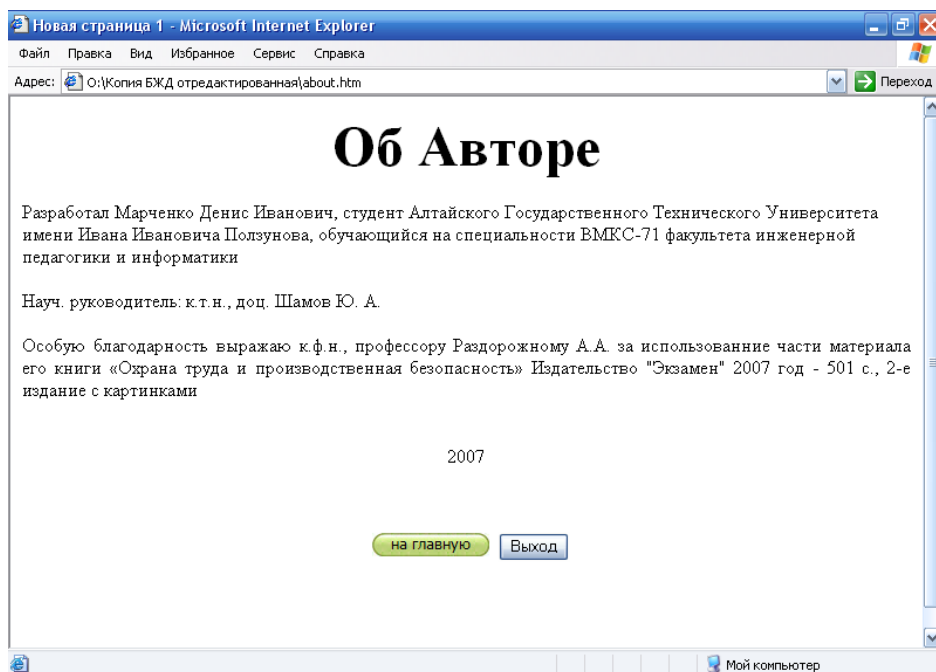 Новая страница 1 - Microsoft Internet Explorer
Файл Правка Вид Избранное Сервис Справка
Адрес: O:\Копия БЖД отредактированная\about.htm Переход
Об Авторе
Разработал Марченко Денис Иванович, студент Алтайского Государственного Технического Университета
имени Ивана Ивановича Ползунова, обучающийся на специальности ВМКС-71 факультета инженерной
педагогики и информатики
Науч. руководитель: к.т.н., доц. Шамов Ю. А.
Особую благодарность выражаю к.ф.н., профессору Раздорожному А.А. за использованние части материала
его книги «Охрана труда и производственная безопасность» Издательство "Экзамен" 2007 год - 501 с., 2-е
издание с картинками
2007
на главную Выход
Мой компьютер